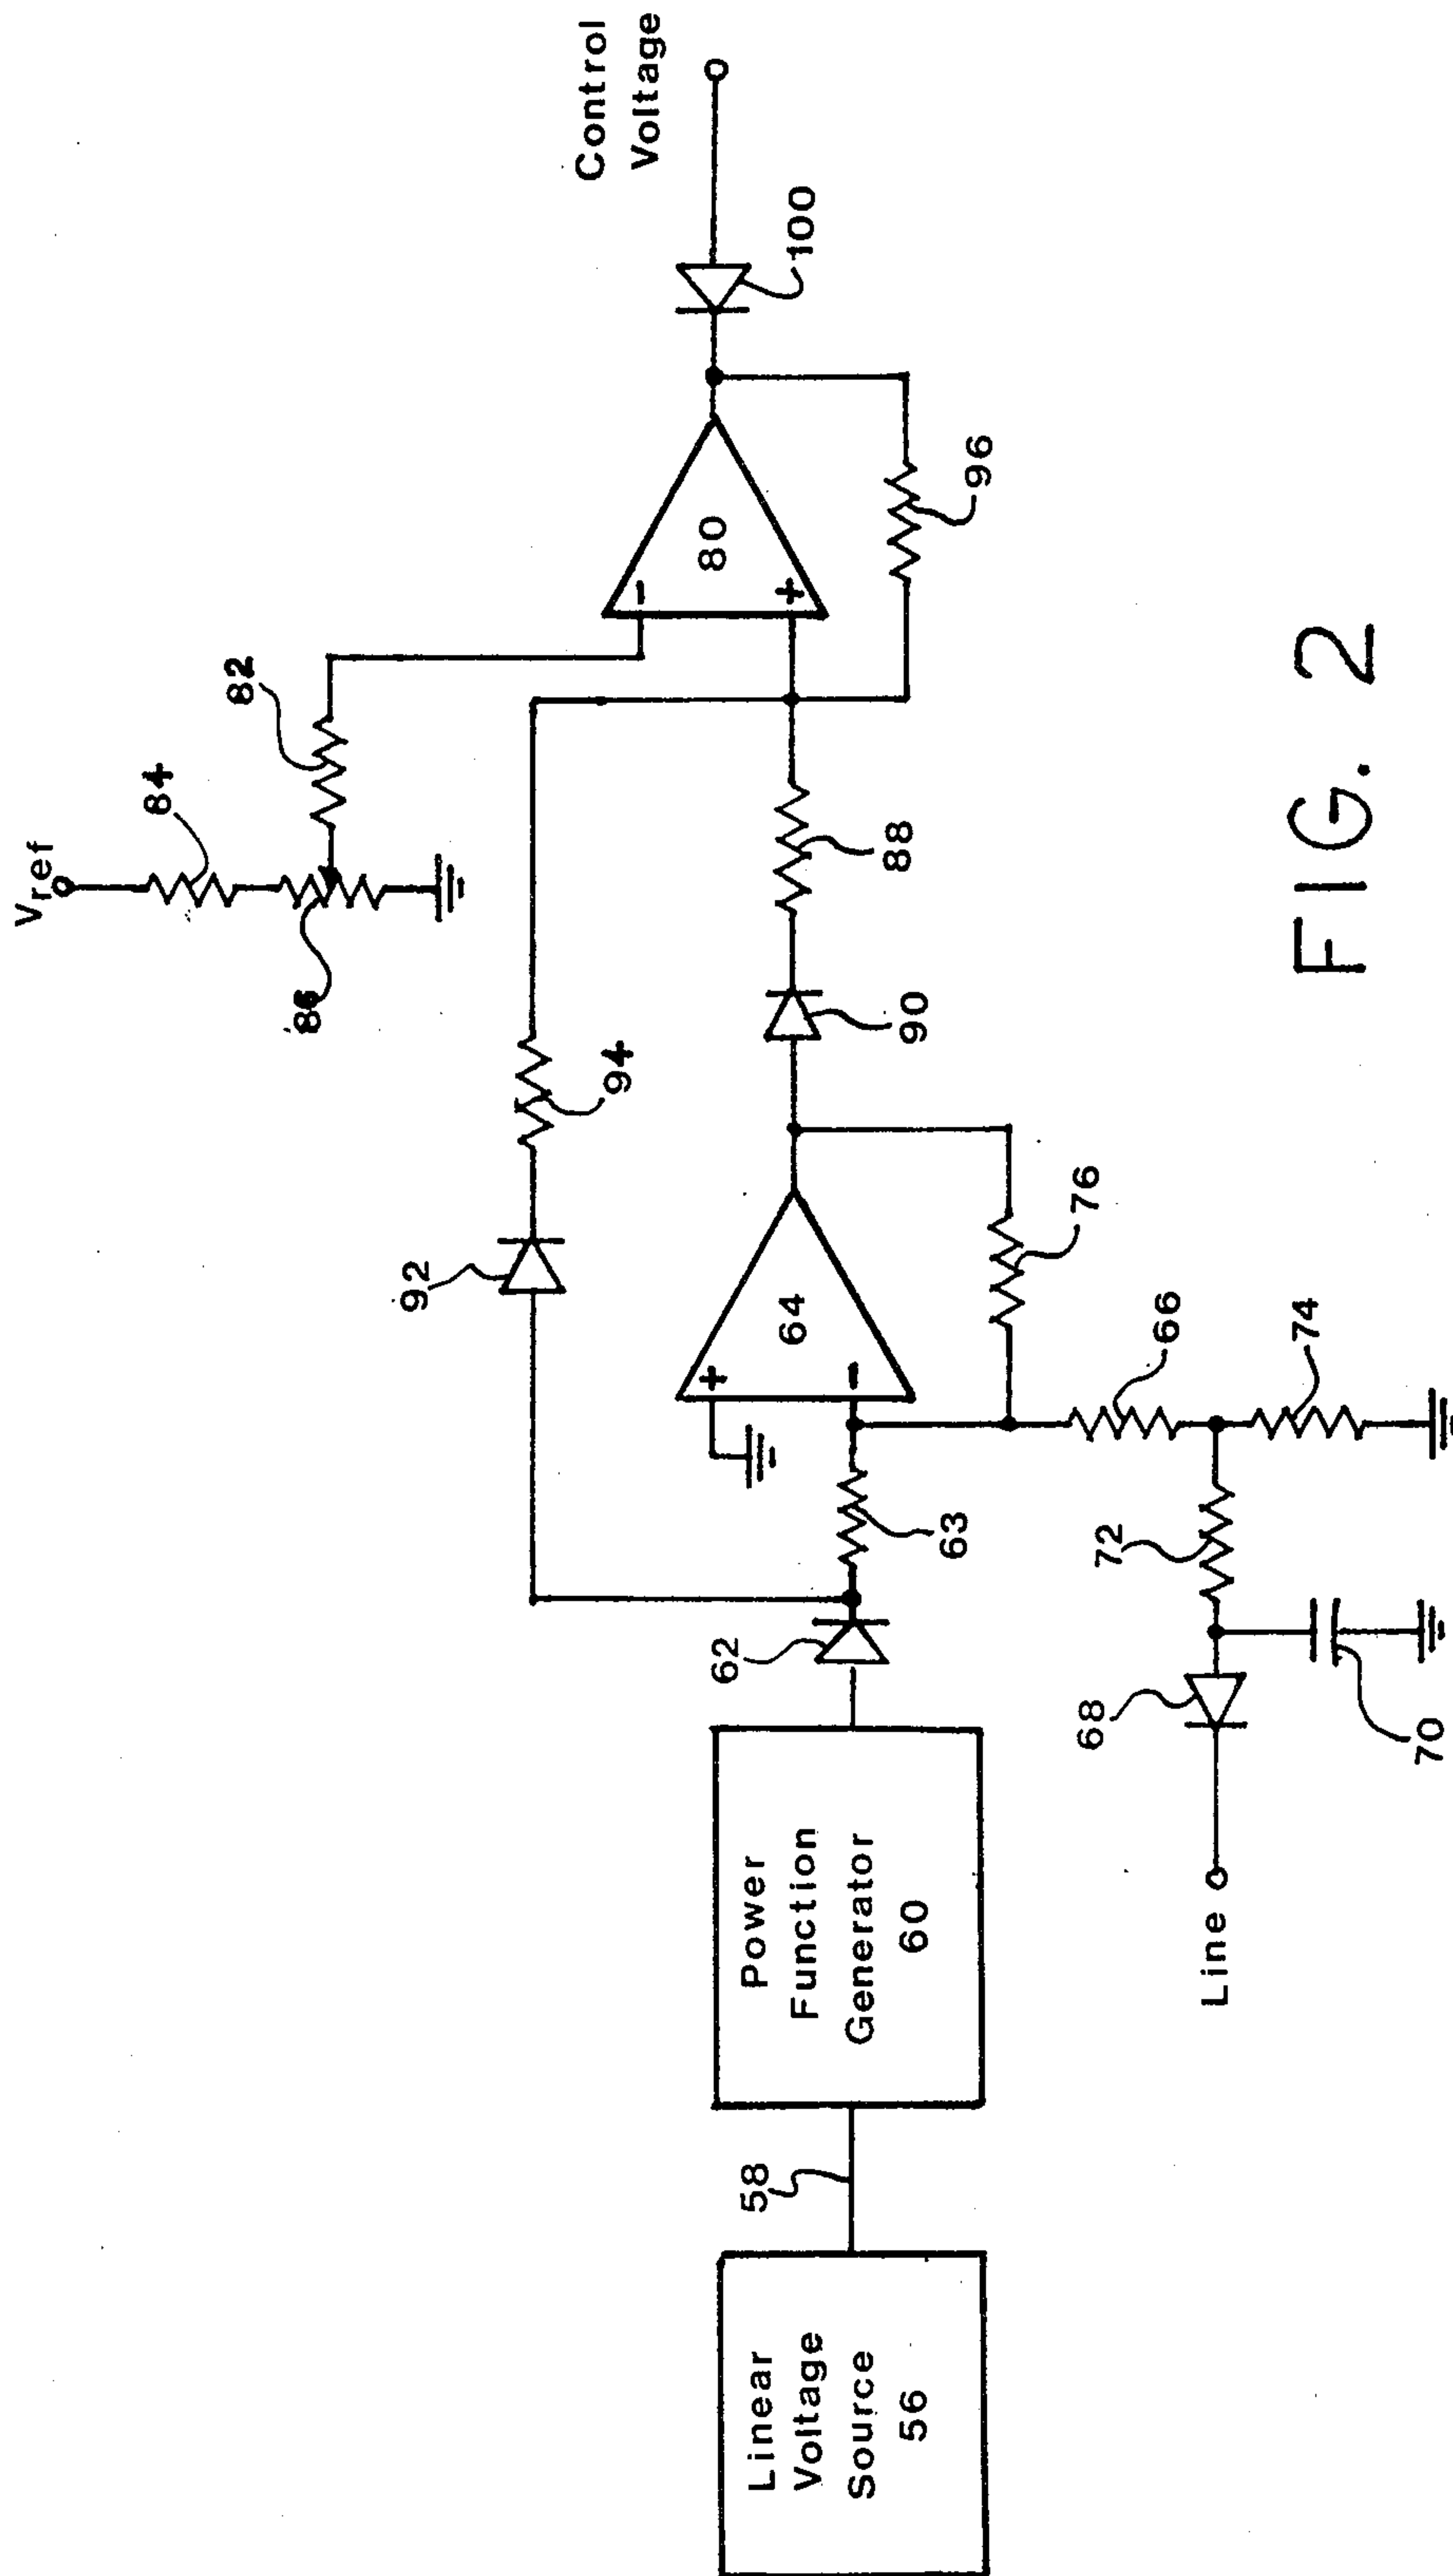 Linear
Voltage
Source
56
58
Power
Function
Generator
60
62
63
+
-
64
76
66
74
72
68
70
Line
92
94
90
88
Vref
84
86
82
-
+
80
96
100
Control
Voltage
FIG. 2